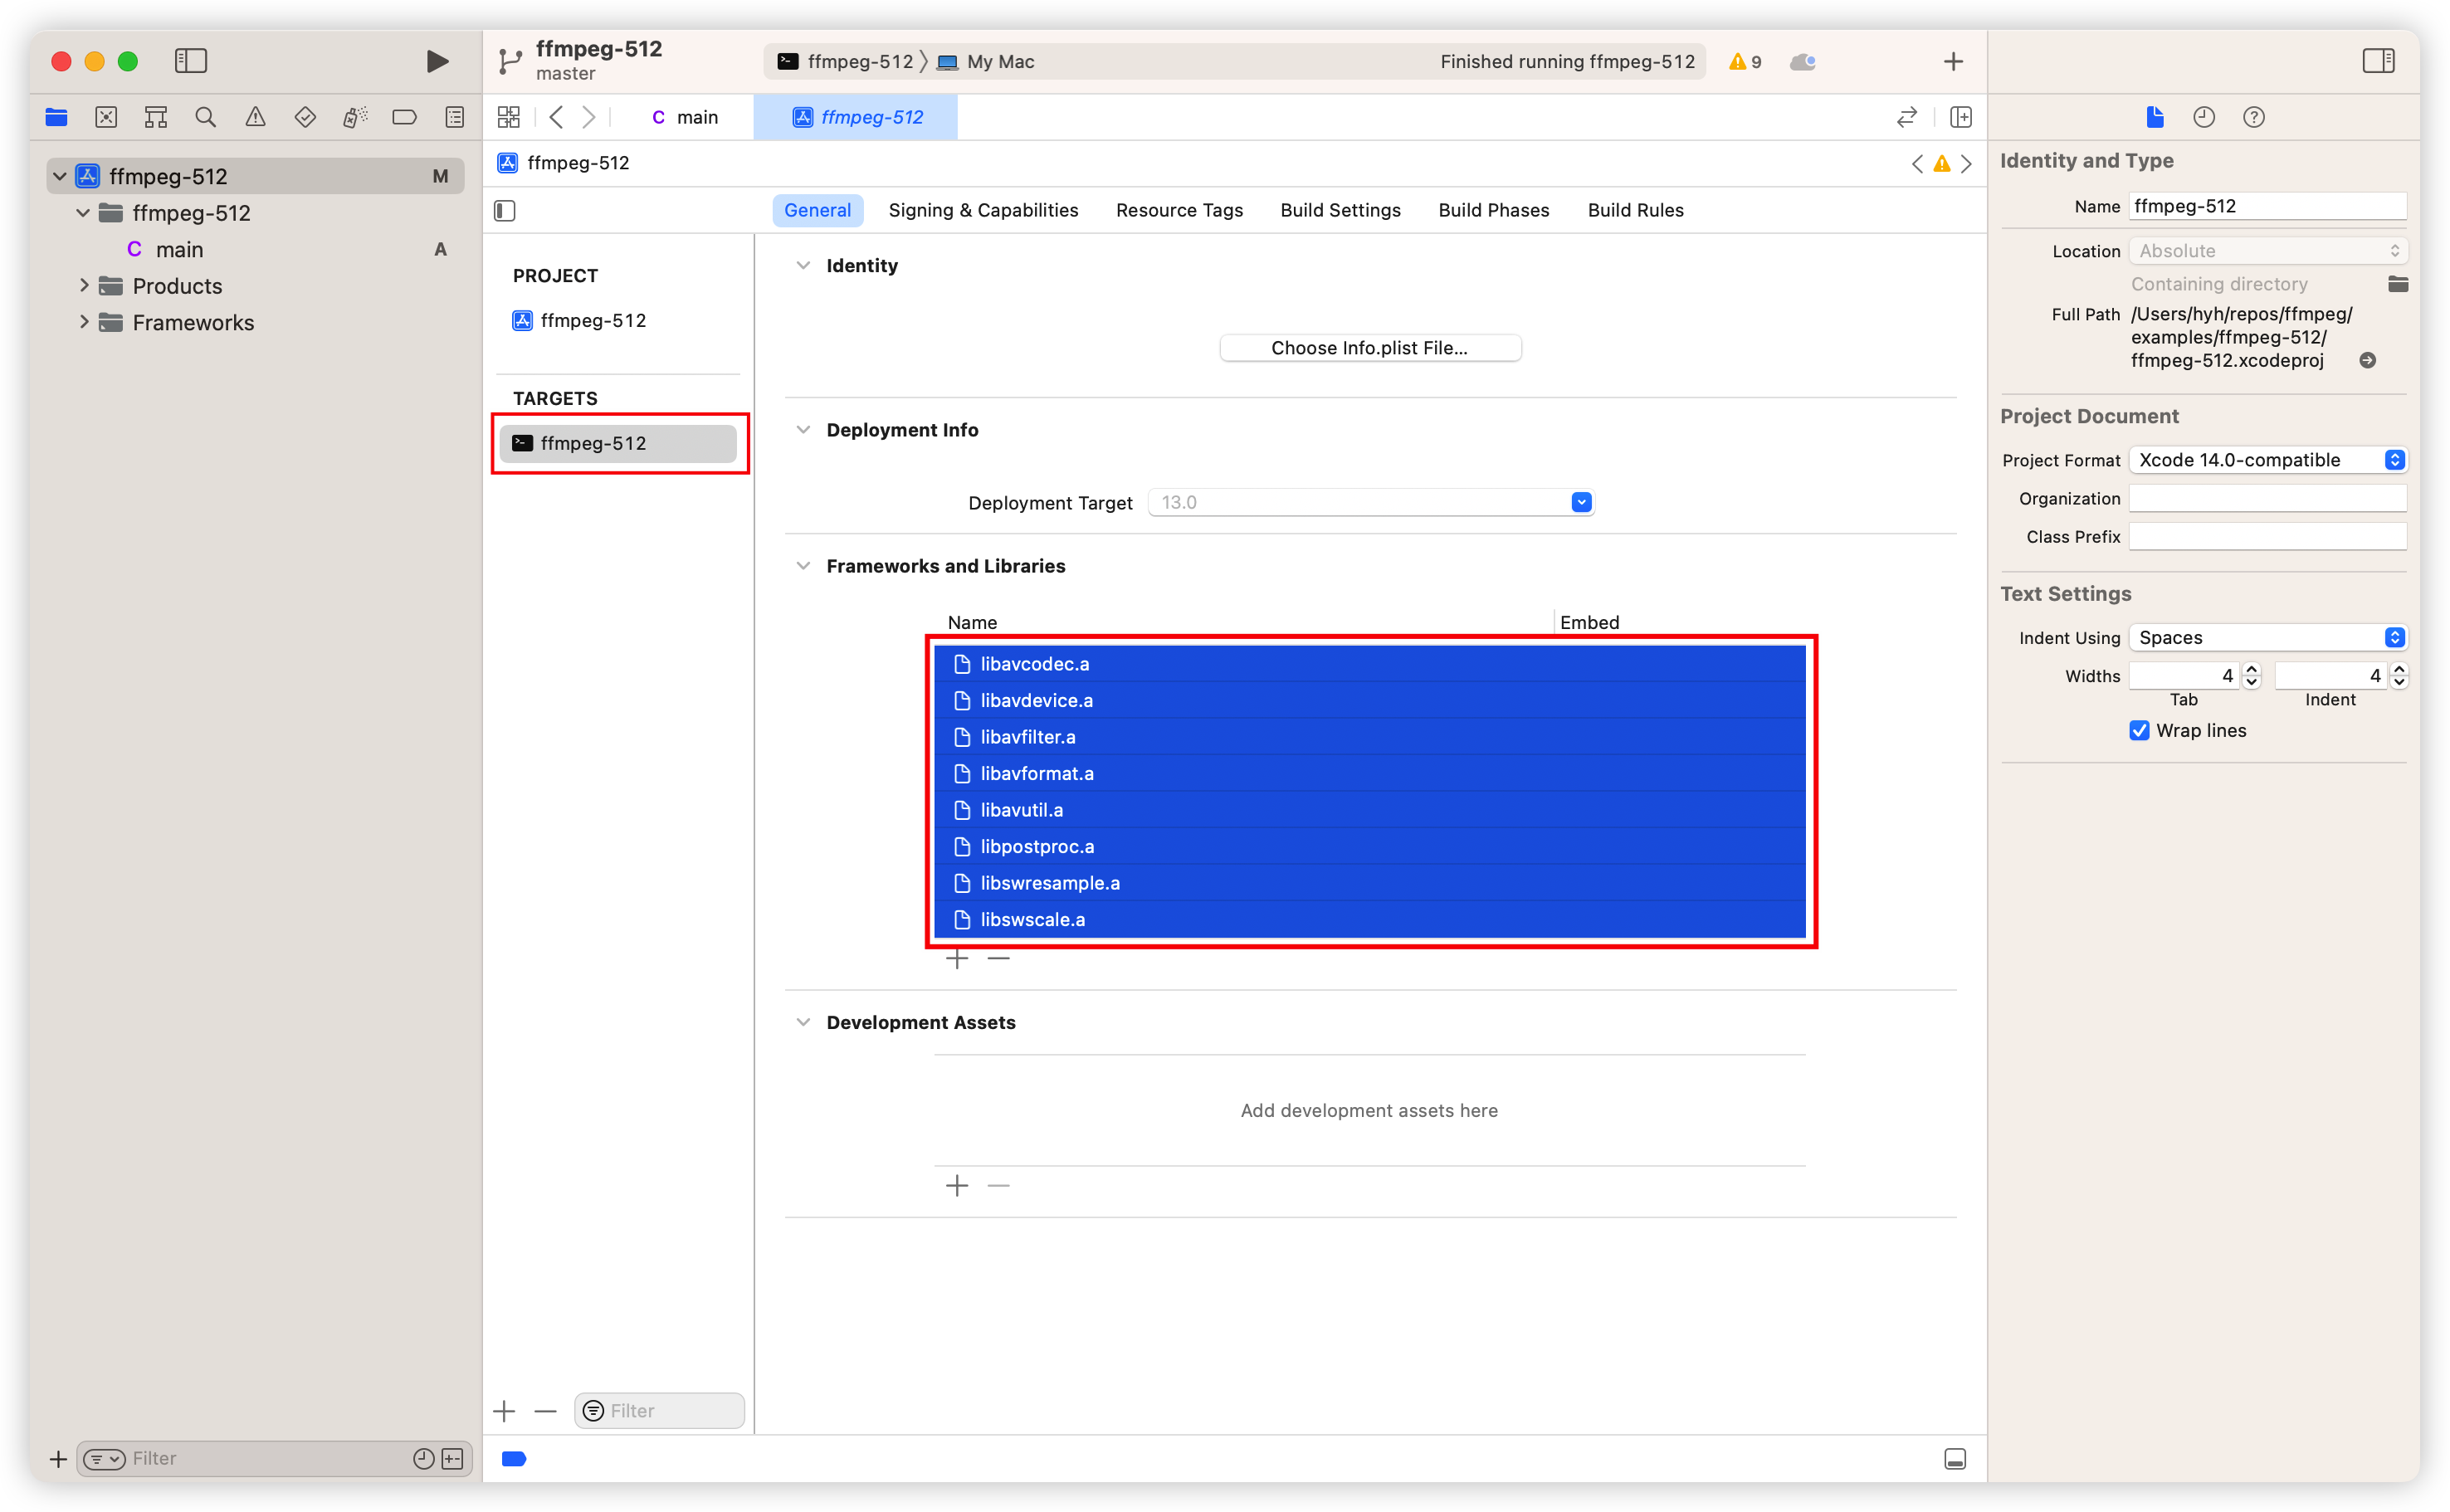 ffmpeg-512
master
ffmpeg-512
My Mac
Finished running ffmpeg-512
9
C main
ffmpeg-512
ffmpeg-512
M
ffmpeg-512
C main
A
Products
Frameworks
Filter
ffmpeg-512
General
Signing & Capabilities
Resource Tags
Build Settings
Build Phases
Build Rules
PROJECT
ffmpeg-512
TARGETS
ffmpeg-512
Filter
Identity
Choose Info.plist File...
Deployment Info
Deployment Target
13.0
Frameworks and Libraries
Name
Embed
libavcodec.a
libavdevice.a
libavfilter.a
libavformat.a
libavutil.a
libpostproc.a
libswresample.a
libswscale.a
Development Assets
Add development assets here
Identity and Type
Name
ffmpeg-512
Location
Absolute
Containing directory
Full Path
/Users/hyh/repos/ffmpeg/
examples/ffmpeg-512/
ffmpeg-512.xcodeproj
Project Document
Project Format
Xcode 14.0-compatible
Organization
Class Prefix
Text Settings
Indent Using
Spaces
Widths
4
4
Tab
Indent
Wrap lines